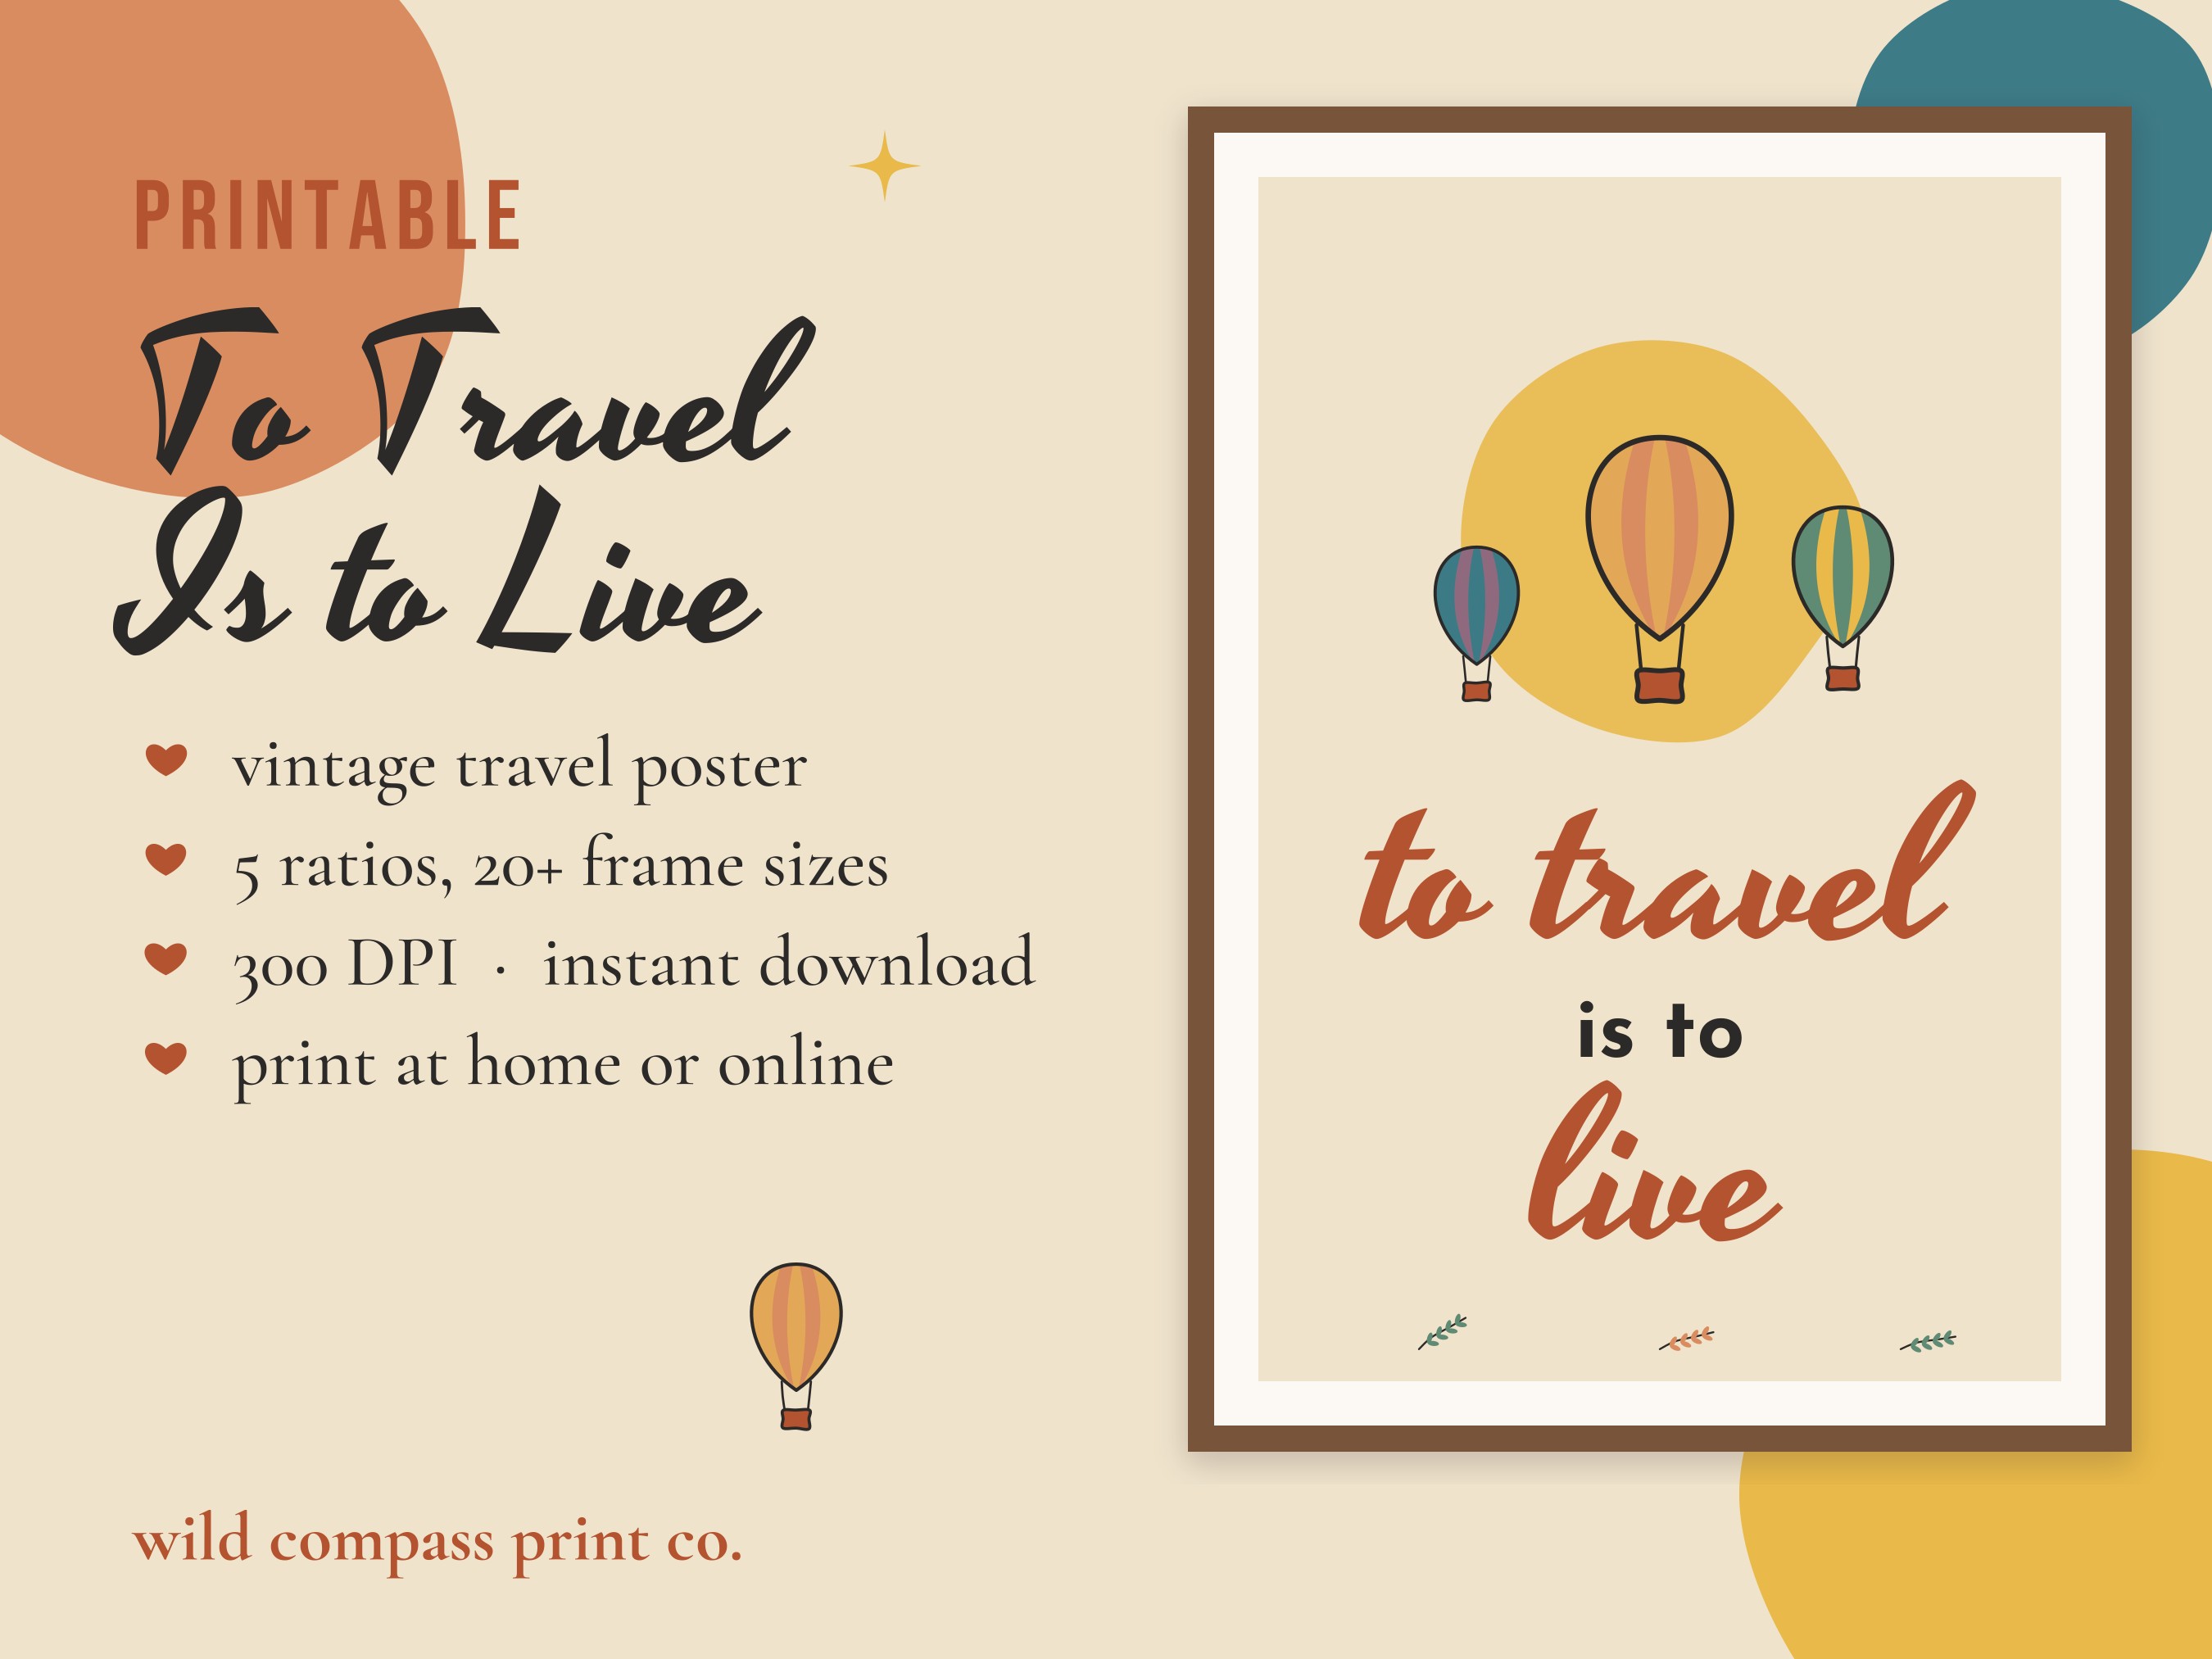 PRINTABLE
To Travel
Is to Live
vintage travel poster
5 ratios, 20+ frame sizes
300 DPI · instant download
print at home or online
wild compass print co.
to travel
is to
live